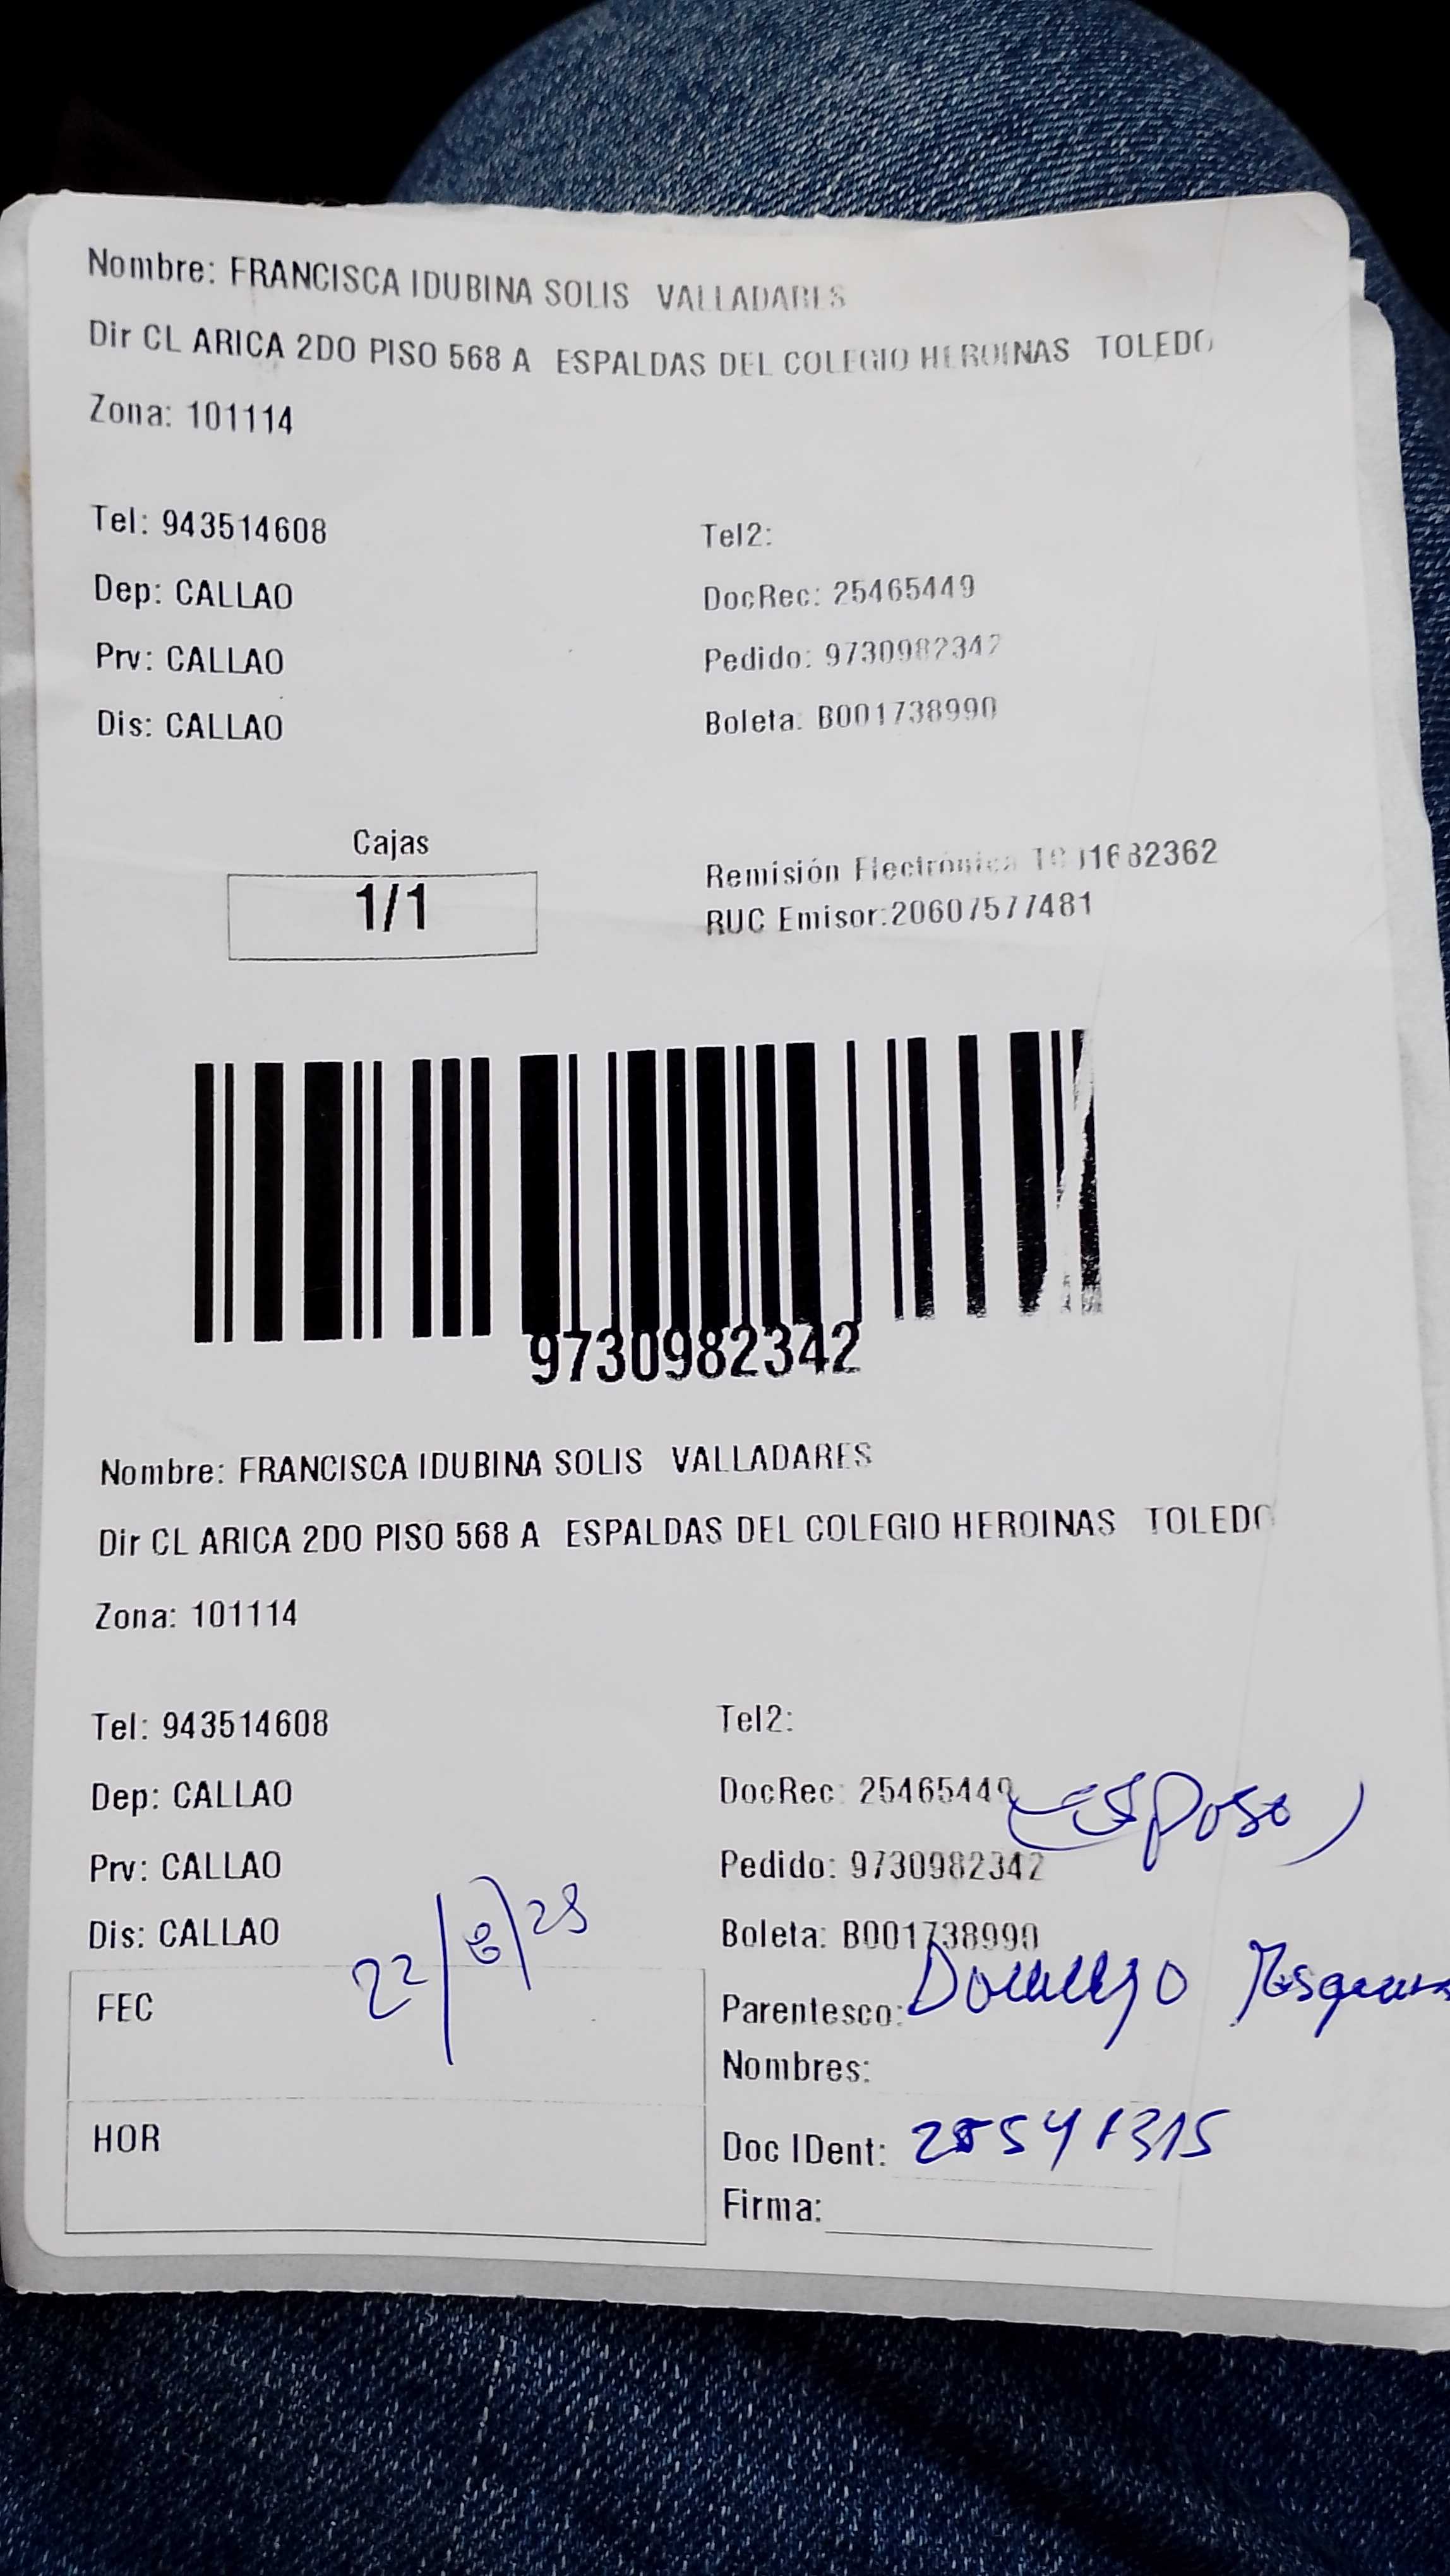 Nombre: FRANCISCA IDUBINA SOLIS VALLADARES
Dir CL ARICA 2DO PISO 568 A ESPALDAS DEL COLEGIO HEROINAS TOLEDO
Zona: 101114
Tel: 943514608 Tel2:
Dep: CALLAO DocRec: 25465449
Prv: CALLAO Pedido: 9730982342
Dis: CALLAO Boleta: B001738990
Cajas
1/1
Remisión Electrónica
RUC Emisor:20607577481
9730982342
Nombre: FRANCISCA IDUBINA SOLIS VALLADARES
Dir CL ARICA 2DO PISO 568 A ESPALDAS DEL COLEGIO HEROINAS TOLEDO
Zona: 101114
Tel: 943514608 Tel2:
Dep: CALLAO DocRec: 25465449 (Esposo)
Prv: CALLAO Pedido: 9730982342
Dis: CALLAO Boleta: B001738990
FEC
Parentesco: Domingo
Nombres:
HOR
Doc IDent: 25541315
Firma: